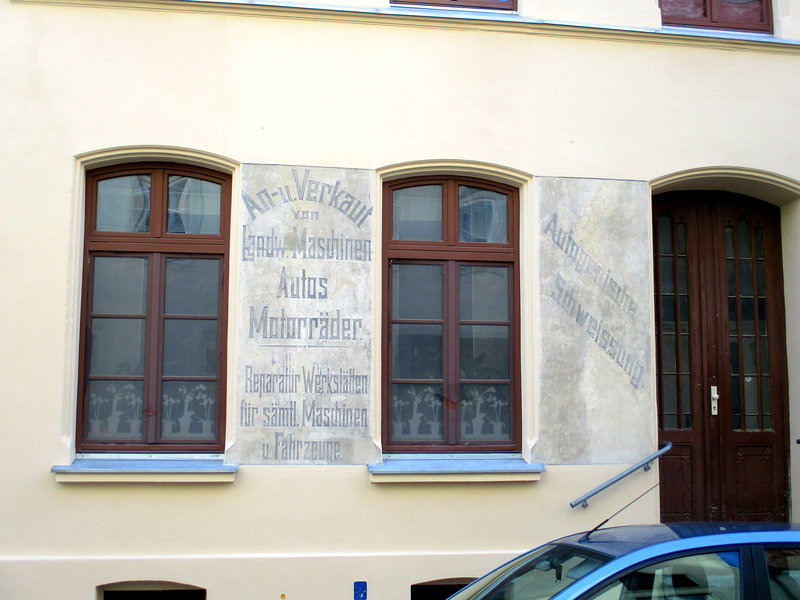 An- u. Verkauf
von
Landw. Maschinen
Autos
Motorräder
Reparatur Werkstätten
für sämtl. Maschinen
u. Fahrzeuge.
Autogenische
Schweissung